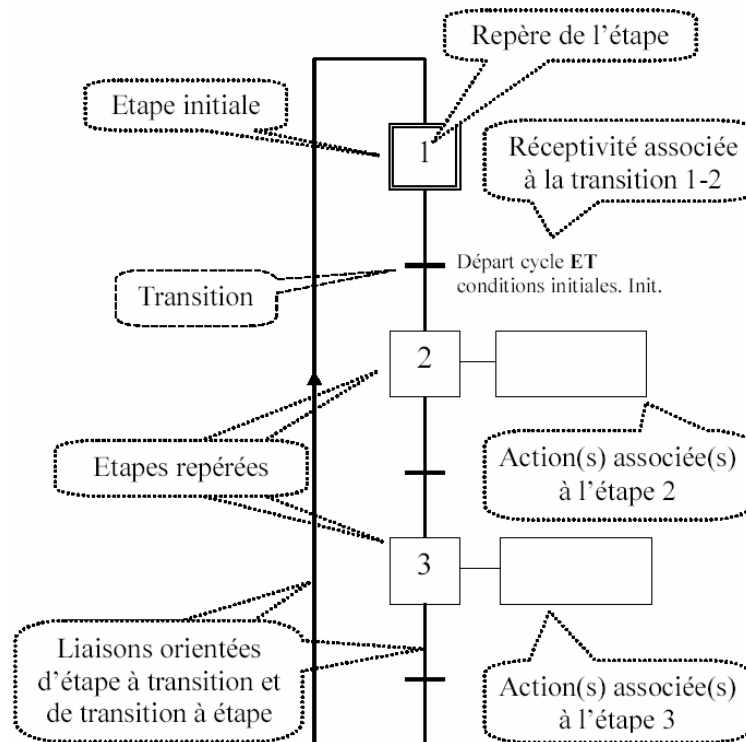 Repère de l'étape
Etape initiale
1
Réceptivité associée
à la transition 1-2
Départ cycle ET
conditions initiales. Init.
Transition
2
Etapes repérées
Action(s) associée(s)
à l'étape 2
3
Liaisons orientées
d'étape à transition et
de transition à étape
Action(s) associée(s)
à l'étape 3